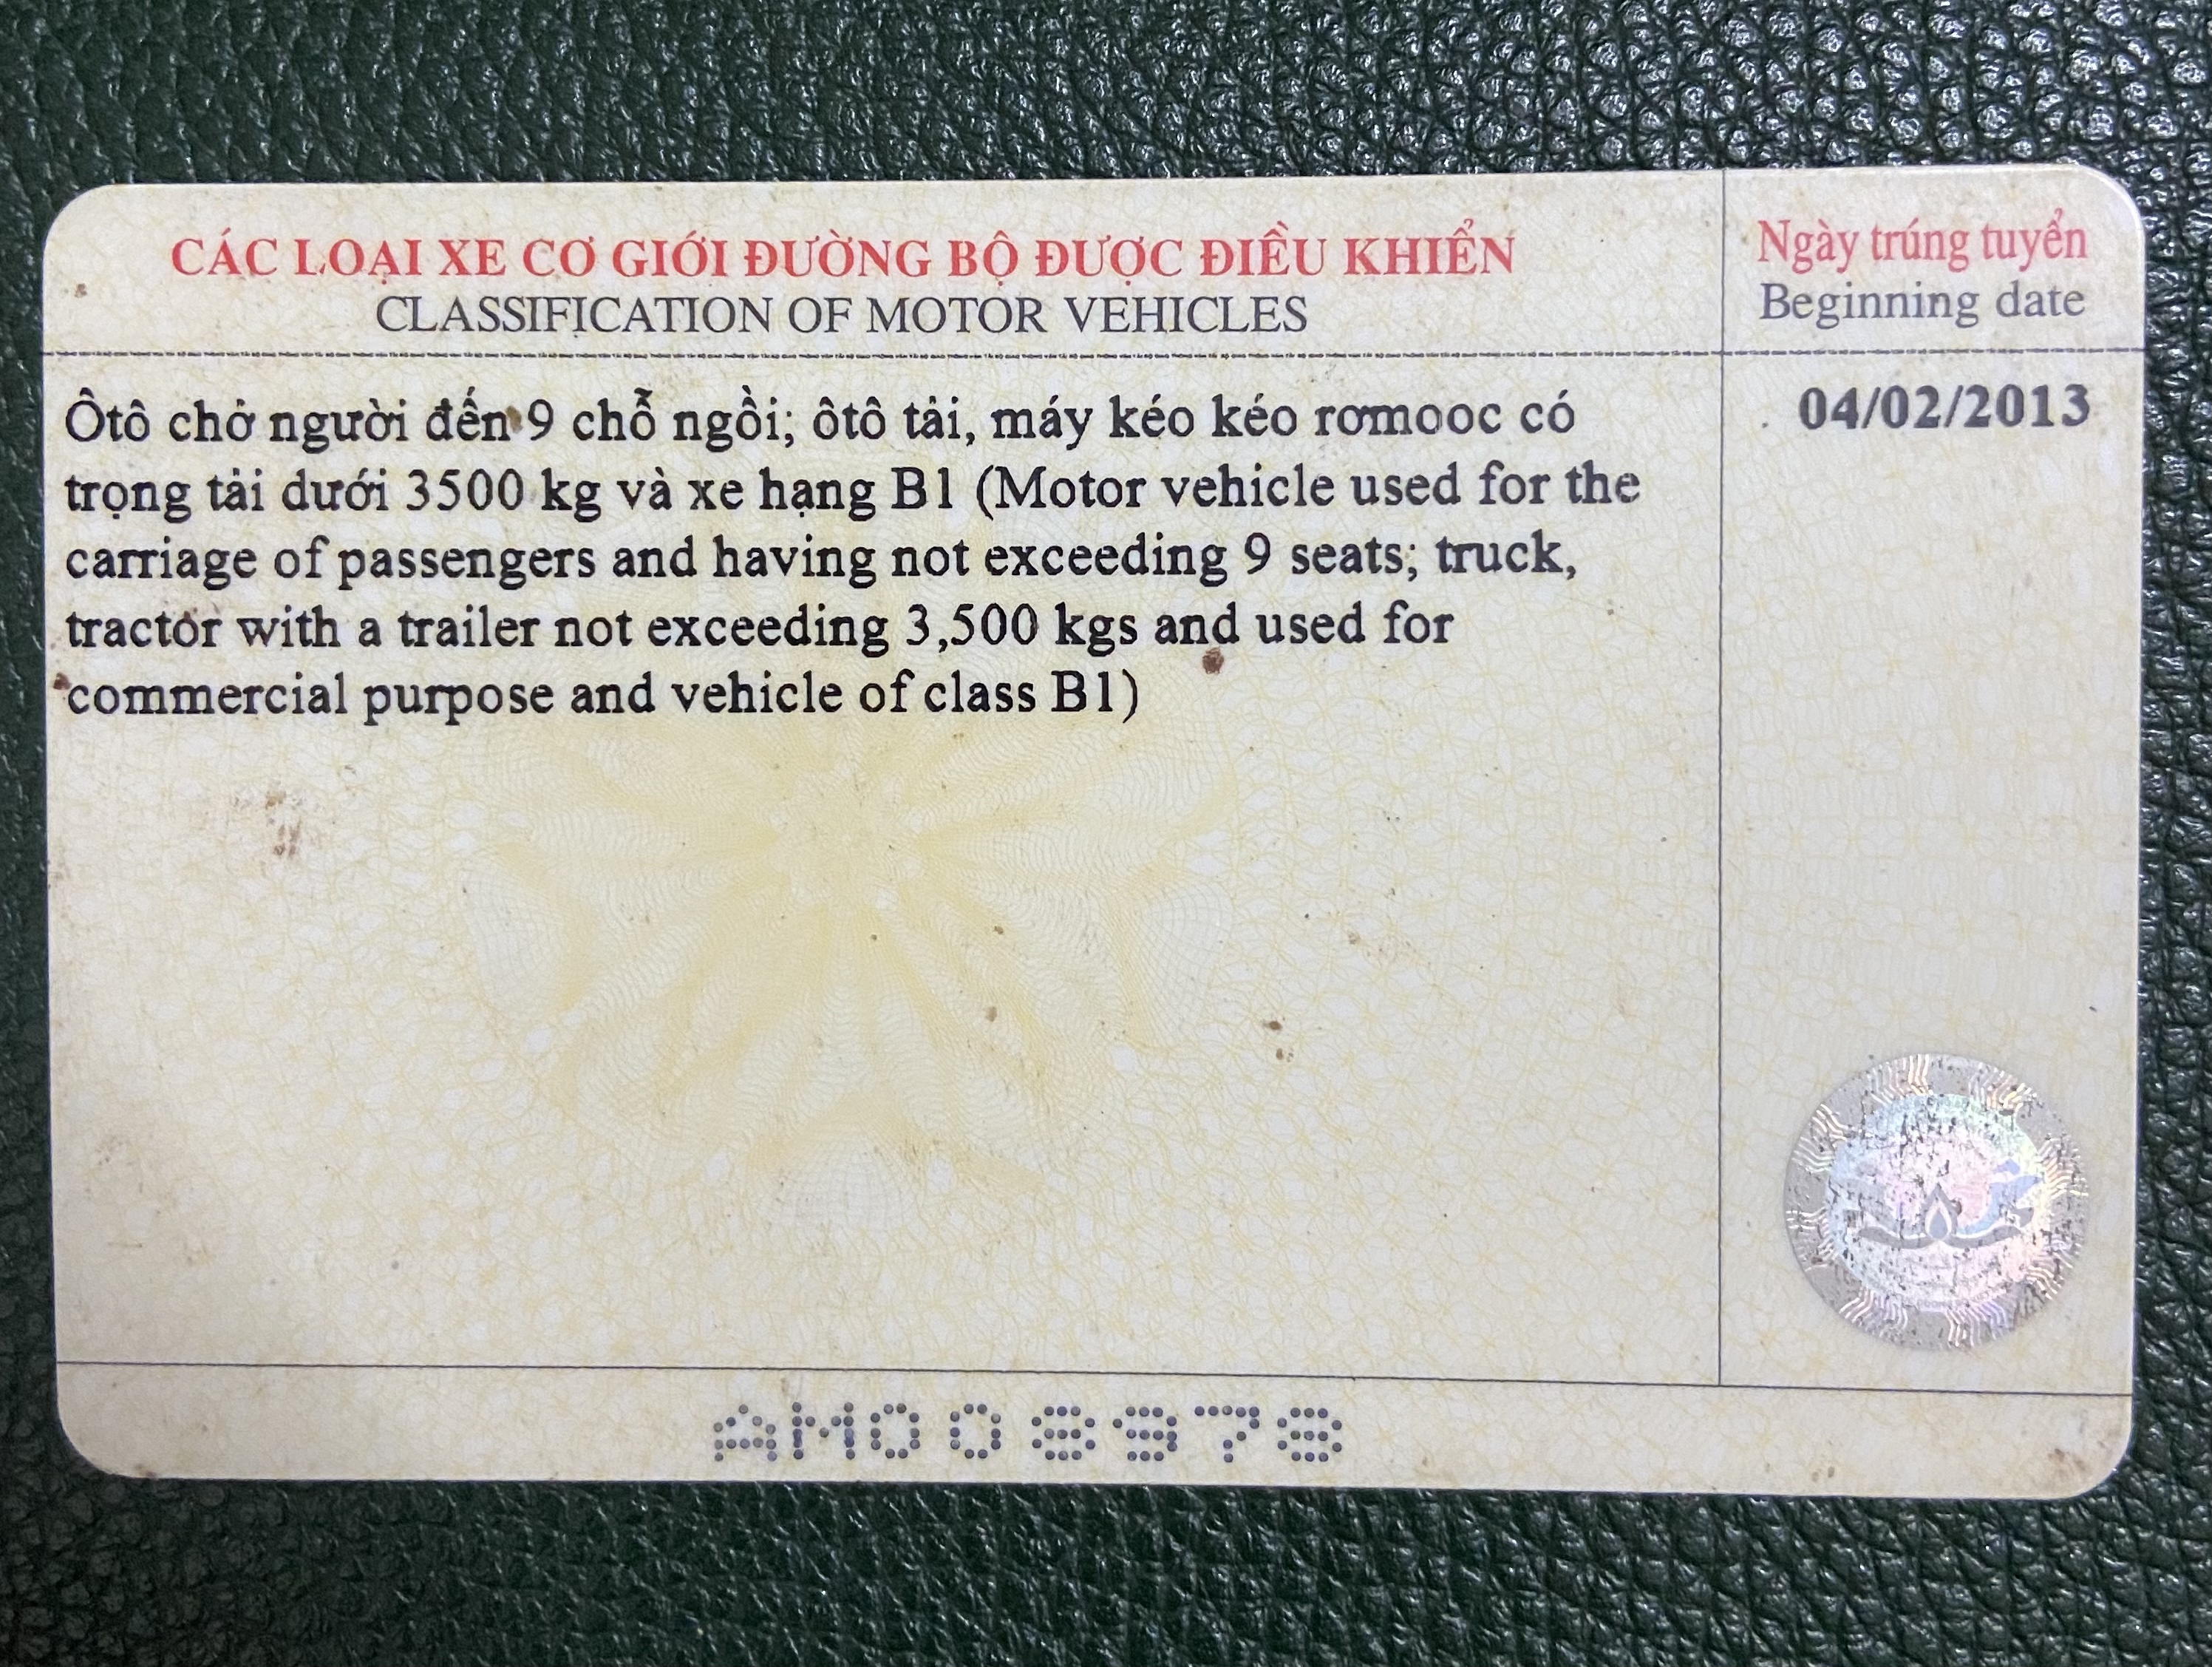 CÁC LOẠI XE CƠ GIỚI ĐƯỜNG BỘ ĐƯỢC ĐIỀU KHIỂN
CLASSIFICATION OF MOTOR VEHICLES
Ngày trúng tuyển
Beginning date
Ôtô chở người đến 9 chỗ ngồi; ôtô tải, máy kéo kéo rơmooc có
trọng tải dưới 3500 kg và xe hạng B1 (Motor vehicle used for the
carriage of passengers and having not exceeding 9 seats; truck,
tractor with a trailer not exceeding 3,500 kgs and used for
commercial purpose and vehicle of class B1)
04/02/2013
AM008978